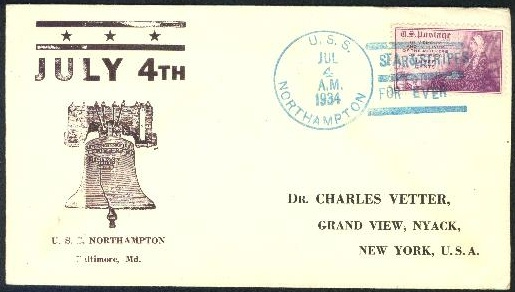 JULY 4TH
U. S. S. NORTHAMPTON
Baltimore, Md.
U. S. S.
JUL
4
A.M.
1934
NORTHAMPTON
STRIPES
FOR EVER
U.S. Postage
DR. CHARLES VETTER,
GRAND VIEW, NYACK,
NEW YORK, U.S.A.